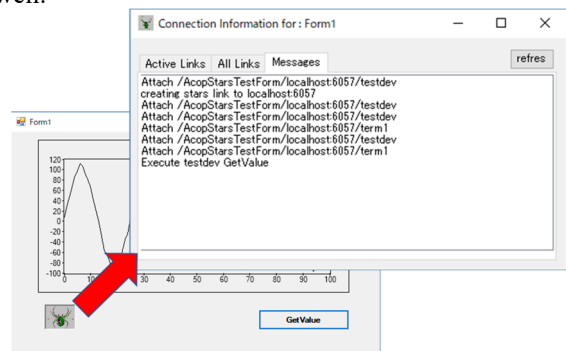 Connection Information for : Form1
Active Links All Links Messages
refres
Attach /AcopStarsTestForm/localhost:6057/testdev
creating stars link to localhost:6057
Attach /AcopStarsTestForm/localhost:6057/testdev
Attach /AcopStarsTestForm/localhost:6057/testdev
Attach /AcopStarsTestForm/localhost:6057/term1
Attach /AcopStarsTestForm/localhost:6057/testdev
Attach /AcopStarsTestForm/localhost:6057/term1
Execute testdev GetValue
Form1
120
100
80
60
40
20
0
-20
-40
-60
-80
-100
0 10 30 40 50 60 70 80 90 100
GetValue